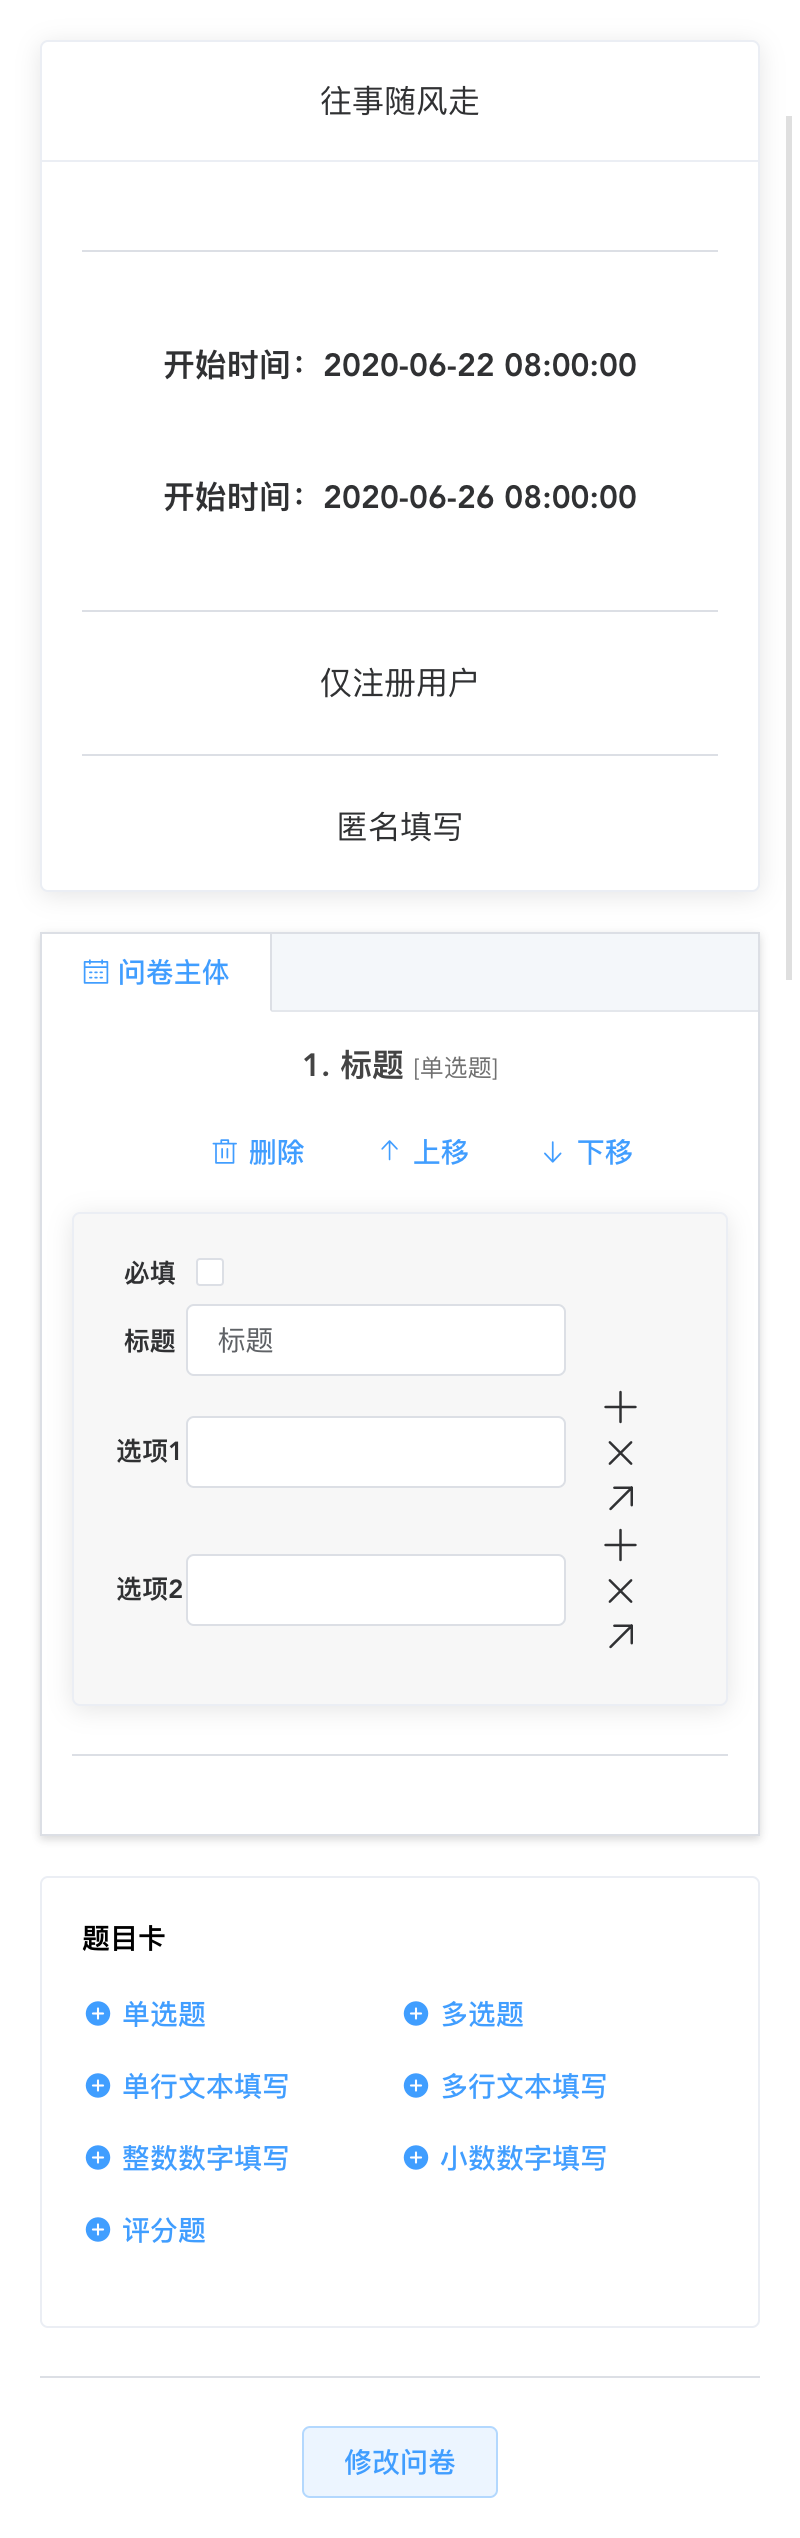 往事随风走
开始时间：2020-06-22 08:00:00
开始时间：2020-06-26 08:00:00
仅注册用户
匿名填写
问卷主体
1. 标题 [单选题]
删除 上移 下移
必填
标题 标题
选项1
选项2
题目卡
单选题 多选题
单行文本填写 多行文本填写
整数数字填写 小数数字填写
评分题
修改问卷